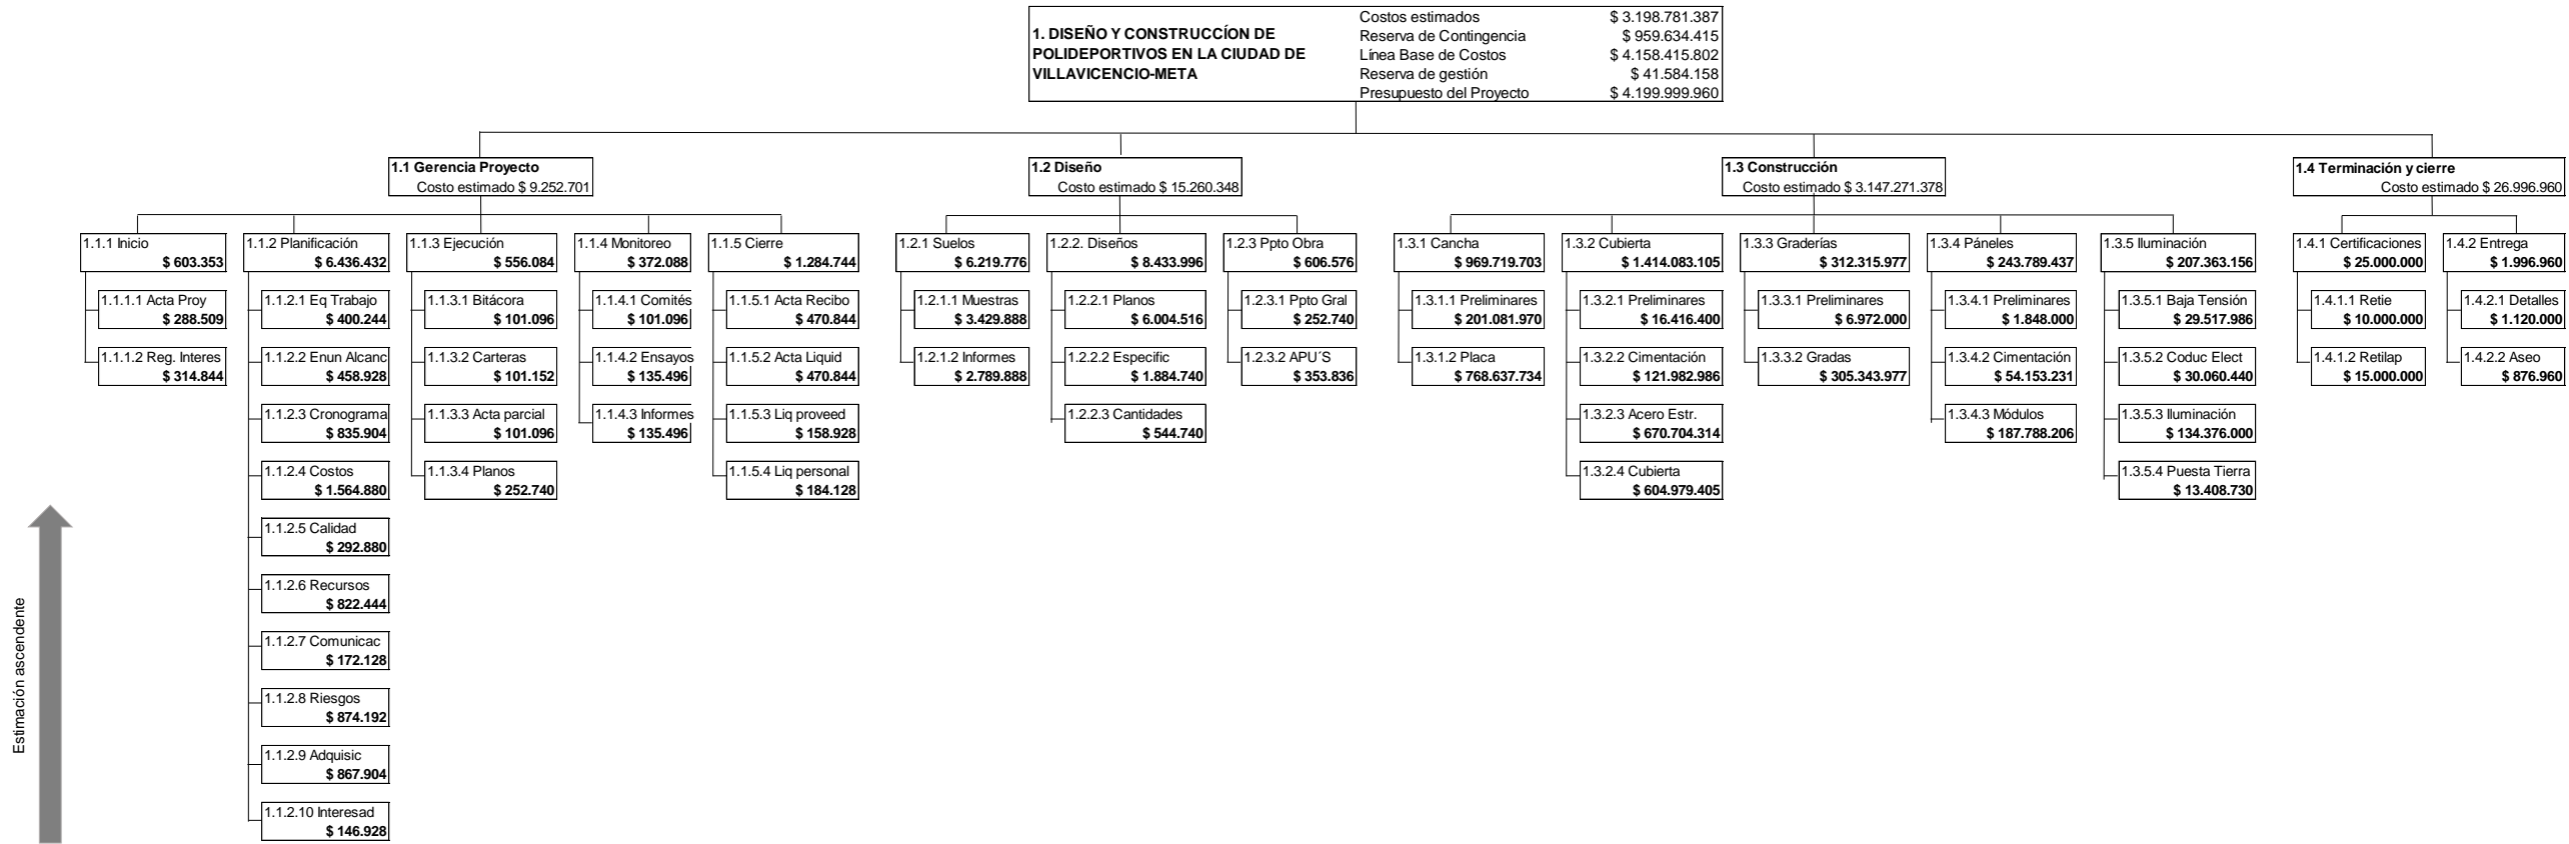 1. DISEÑO Y CONSTRUCCÍON DE
POLIDEPORTIVOS EN LA CIUDAD DE
VILLAVICENCIO-META
Costos estimados $ 3.198.781.387
Reserva de Contingencia $ 959.634.415
Línea Base de Costos $ 4.158.415.802
Reserva de gestión $ 41.584.158
Presupuesto del Proyecto $ 4.199.999.960
1.1 Gerencia Proyecto
Costo estimado $ 9.252.701
1.2 Diseño
Costo estimado $ 15.260.348
1.3 Construcción
Costo estimado $ 3.147.271.378
1.4 Terminación y cierre
Costo estimado $ 26.996.960
1.1.1 Inicio
$ 603.353
1.1.1.1 Acta Proy
$ 288.509
1.1.1.2 Reg. Interes
$ 314.844
1.1.2 Planificación
$ 6.436.432
1.1.2.1 Eq Trabajo
$ 400.244
1.1.2.2 Enun Alcanc
$ 458.928
1.1.2.3 Cronograma
$ 835.904
1.1.2.4 Costos
$ 1.564.880
1.1.2.5 Calidad
$ 292.880
1.1.2.6 Recursos
$ 822.444
1.1.2.7 Comunicac
$ 172.128
1.1.2.8 Riesgos
$ 874.192
1.1.2.9 Adquisic
$ 867.904
1.1.2.10 Interesad
$ 146.928
1.1.3 Ejecución
$ 556.084
1.1.3.1 Bitácora
$ 101.096
1.1.3.2 Carteras
$ 101.152
1.1.3.3 Acta parcial
$ 101.096
1.1.3.4 Planos
$ 252.740
1.1.4 Monitoreo
$ 372.088
1.1.4.1 Comités
$ 101.096
1.1.4.2 Ensayos
$ 135.496
1.1.4.3 Informes
$ 135.496
1.1.5 Cierre
$ 1.284.744
1.1.5.1 Acta Recibo
$ 470.844
1.1.5.2 Acta Liquid
$ 470.844
1.1.5.3 Liq proveed
$ 158.928
1.1.5.4 Liq personal
$ 184.128
1.2.1 Suelos
$ 6.219.776
1.2.1.1 Muestras
$ 3.429.888
1.2.1.2 Informes
$ 2.789.888
1.2.2. Diseños
$ 8.433.996
1.2.2.1 Planos
$ 6.004.516
1.2.2.2 Especific
$ 1.884.740
1.2.2.3 Cantidades
$ 544.740
1.2.3 Ppto Obra
$ 606.576
1.2.3.1 Ppto Gral
$ 252.740
1.2.3.2 APU´S
$ 353.836
1.3.1 Cancha
$ 969.719.703
1.3.1.1 Preliminares
$ 201.081.970
1.3.1.2 Placa
$ 768.637.734
1.3.2 Cubierta
$ 1.414.083.105
1.3.2.1 Preliminares
$ 16.416.400
1.3.2.2 Cimentación
$ 121.982.986
1.3.2.3 Acero Estr.
$ 670.704.314
1.3.2.4 Cubierta
$ 604.979.405
1.3.3 Graderías
$ 312.315.977
1.3.3.1 Preliminares
$ 6.972.000
1.3.3.2 Gradas
$ 305.343.977
1.3.4 Páneles
$ 243.789.437
1.3.4.1 Preliminares
$ 1.848.000
1.3.4.2 Cimentación
$ 54.153.231
1.3.4.3 Módulos
$ 187.788.206
1.3.5 Iluminación
$ 207.363.156
1.3.5.1 Baja Tensión
$ 29.517.986
1.3.5.2 Coduc Elect
$ 30.060.440
1.3.5.3 Iluminación
$ 134.376.000
1.3.5.4 Puesta Tierra
$ 13.408.730
1.4.1 Certificaciones
$ 25.000.000
1.4.1.1 Retie
$ 10.000.000
1.4.1.2 Retilap
$ 15.000.000
1.4.2 Entrega
$ 1.996.960
1.4.2.1 Detalles
$ 1.120.000
1.4.2.2 Aseo
$ 876.960
Estimación ascendente